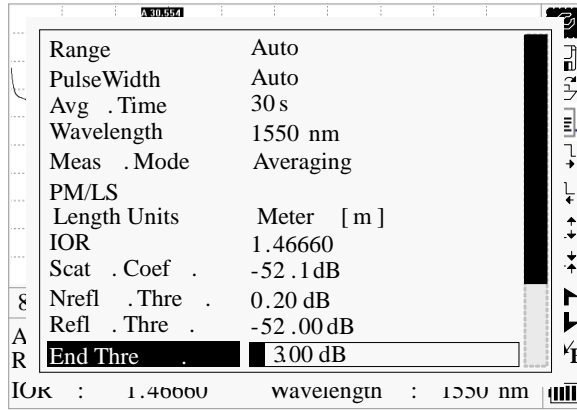 A 30.554
Range Auto
PulseWidth Auto
Avg . Time 30 s
Wavelength 1550 nm
Meas . Mode Averaging
PM/LS
Length Units Meter [ m ]
IOR 1.46660
Scat . Coef . -52 .1 dB
Nrefl . Thre . 0.20 dB
Refl . Thre . -52 .00 dB
End Thre . 300 dB
8
A
R
IOR : 1.46660 Wavelength : 1550 nm